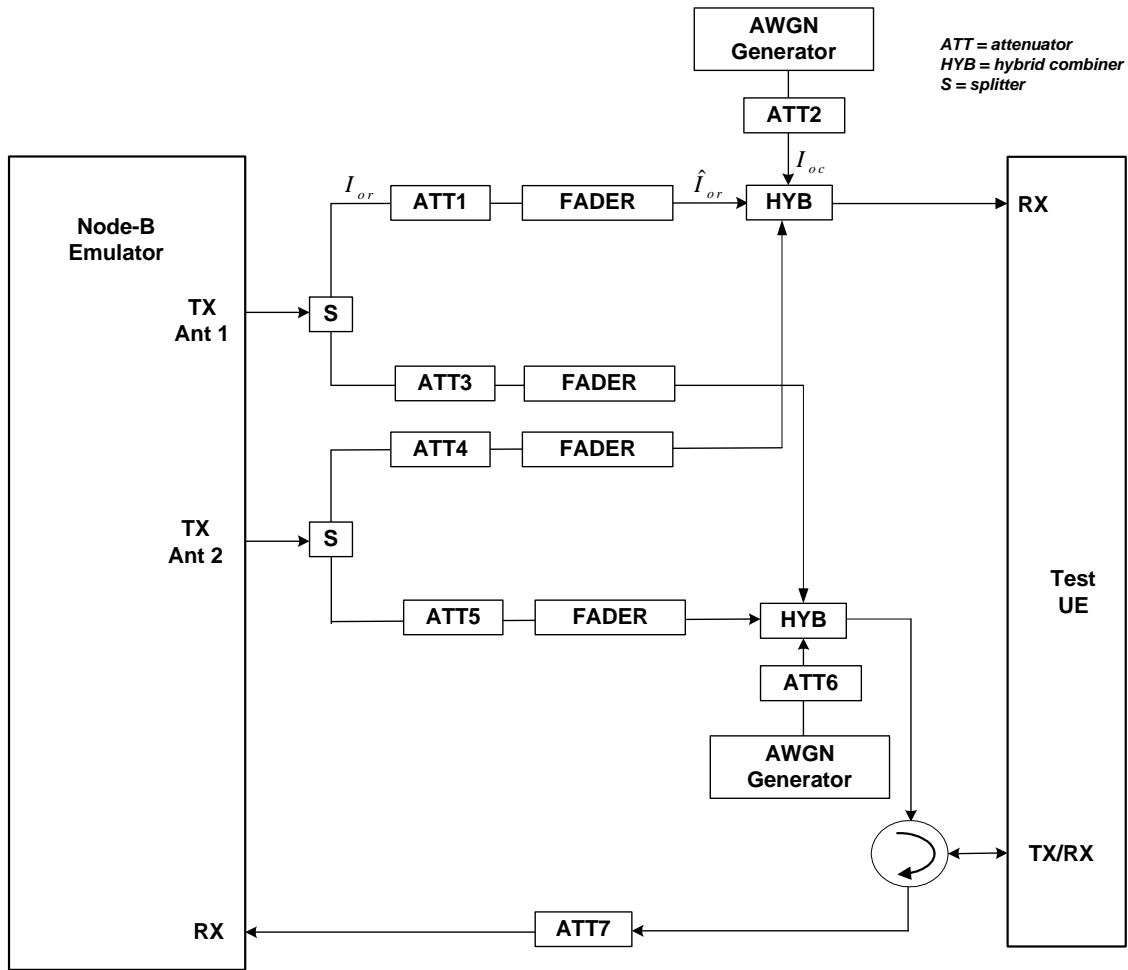 AWGN
Generator
ATT = attenuator
HYB = hybrid combiner
S = splitter
ATT2
I_oc
I_or
ATT1
FADER
Î_or
HYB
RX
Node-B
Emulator
TX
Ant 1
S
ATT3
FADER
ATT4
FADER
TX
Ant 2
S
Test
UE
ATT5
FADER
HYB
ATT6
AWGN
Generator
TX/RX
RX
ATT7